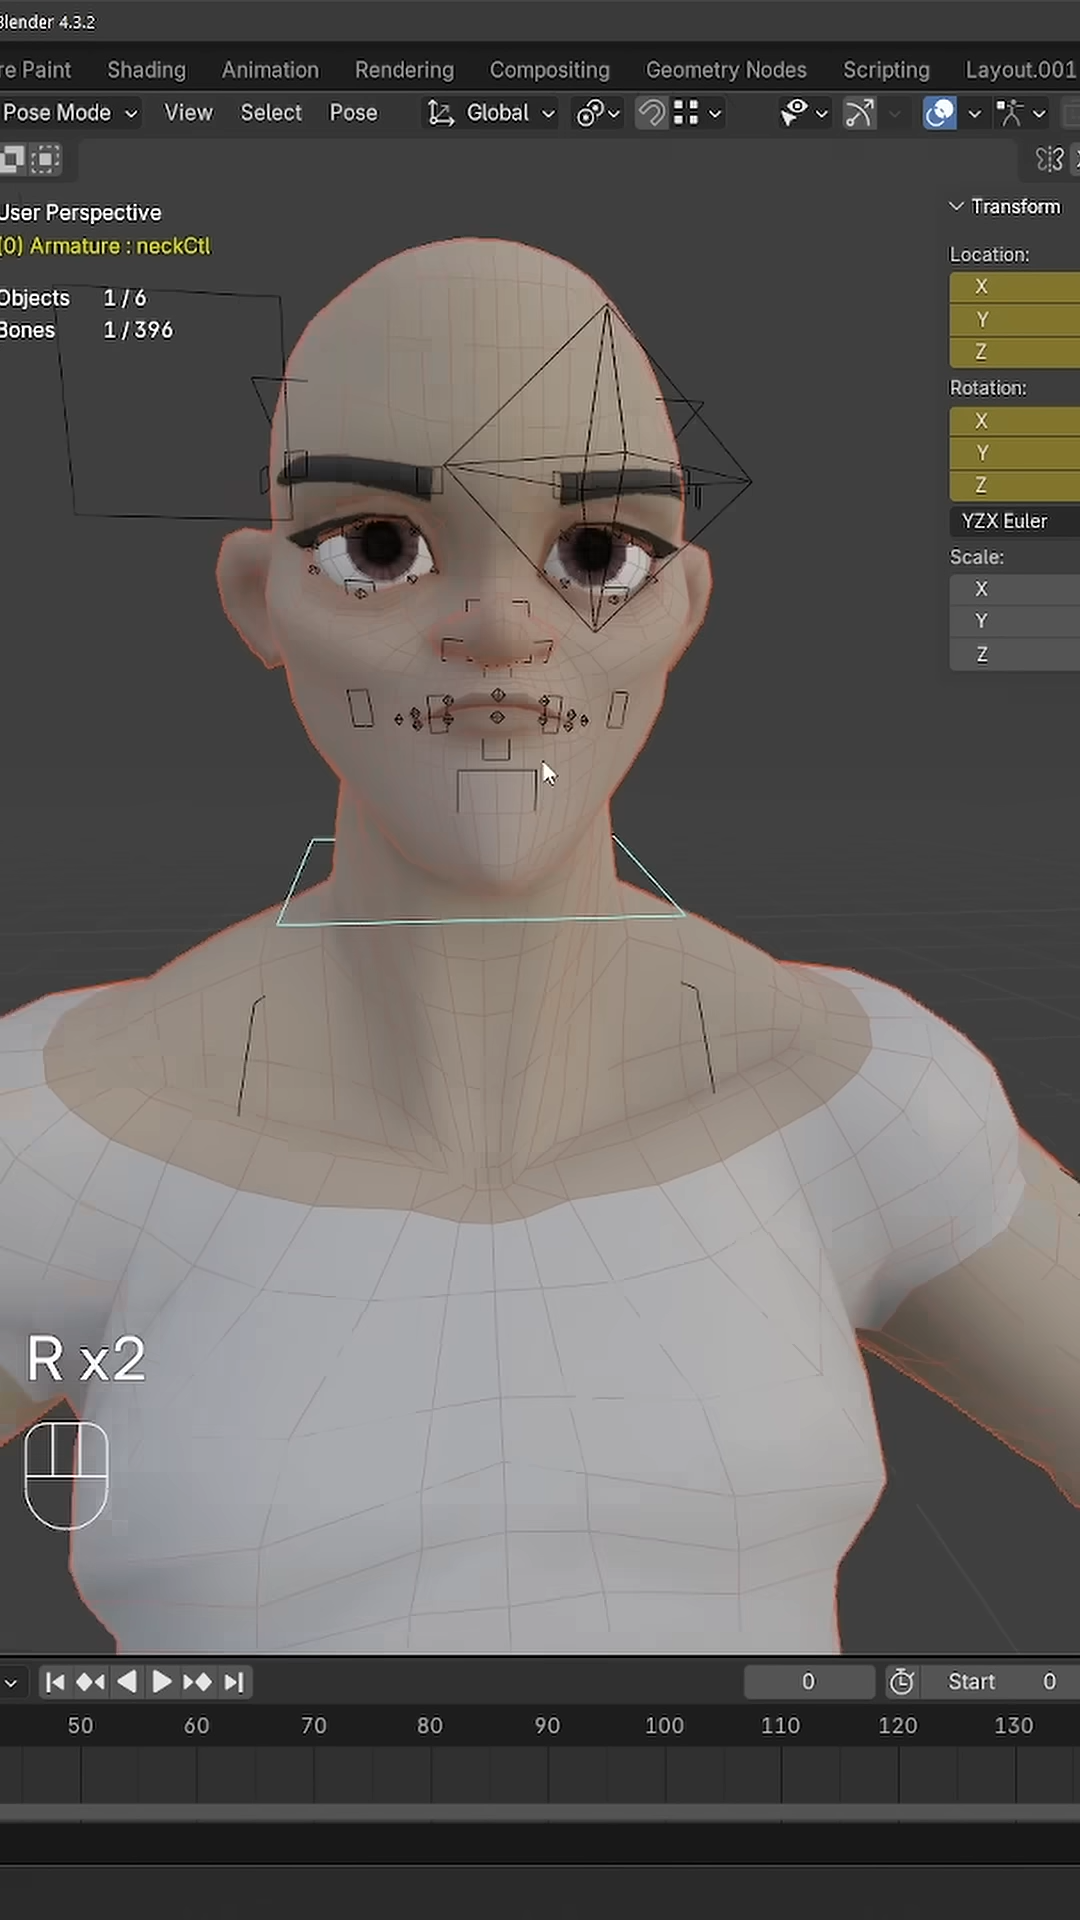 Blender 4.3.2
re Paint Shading Animation Rendering Compositing Geometry Nodes Scripting Layout.001
Pose Mode View Select Pose Global
User Perspective
(0) Armature : neckCtl
Objects 1 / 6
Bones 1 / 396
Transform
Location:
X
Y
Z
Rotation:
X
Y
Z
YZX Euler
Scale:
X
Y
Z
R x2
0 Start 0
50 60 70 80 90 100 110 120 130